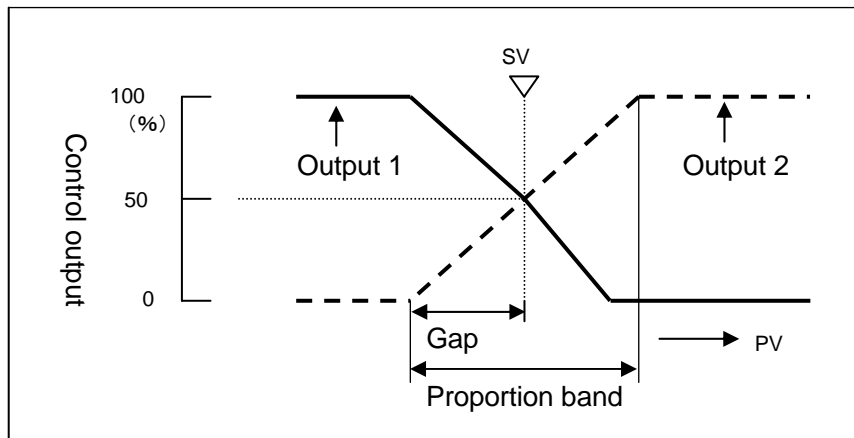 SV
100
（%）
Output 1
Output 2
Control output
50
0
Gap
PV
Proportion band